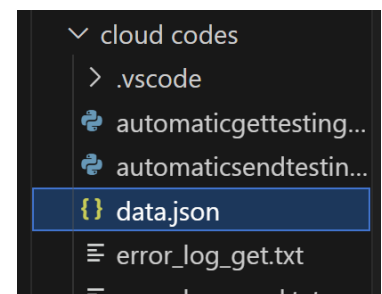 cloud codes
.vscode
automaticgettesting...
automaticsendtestin...
{} data.json
error_log_get.txt